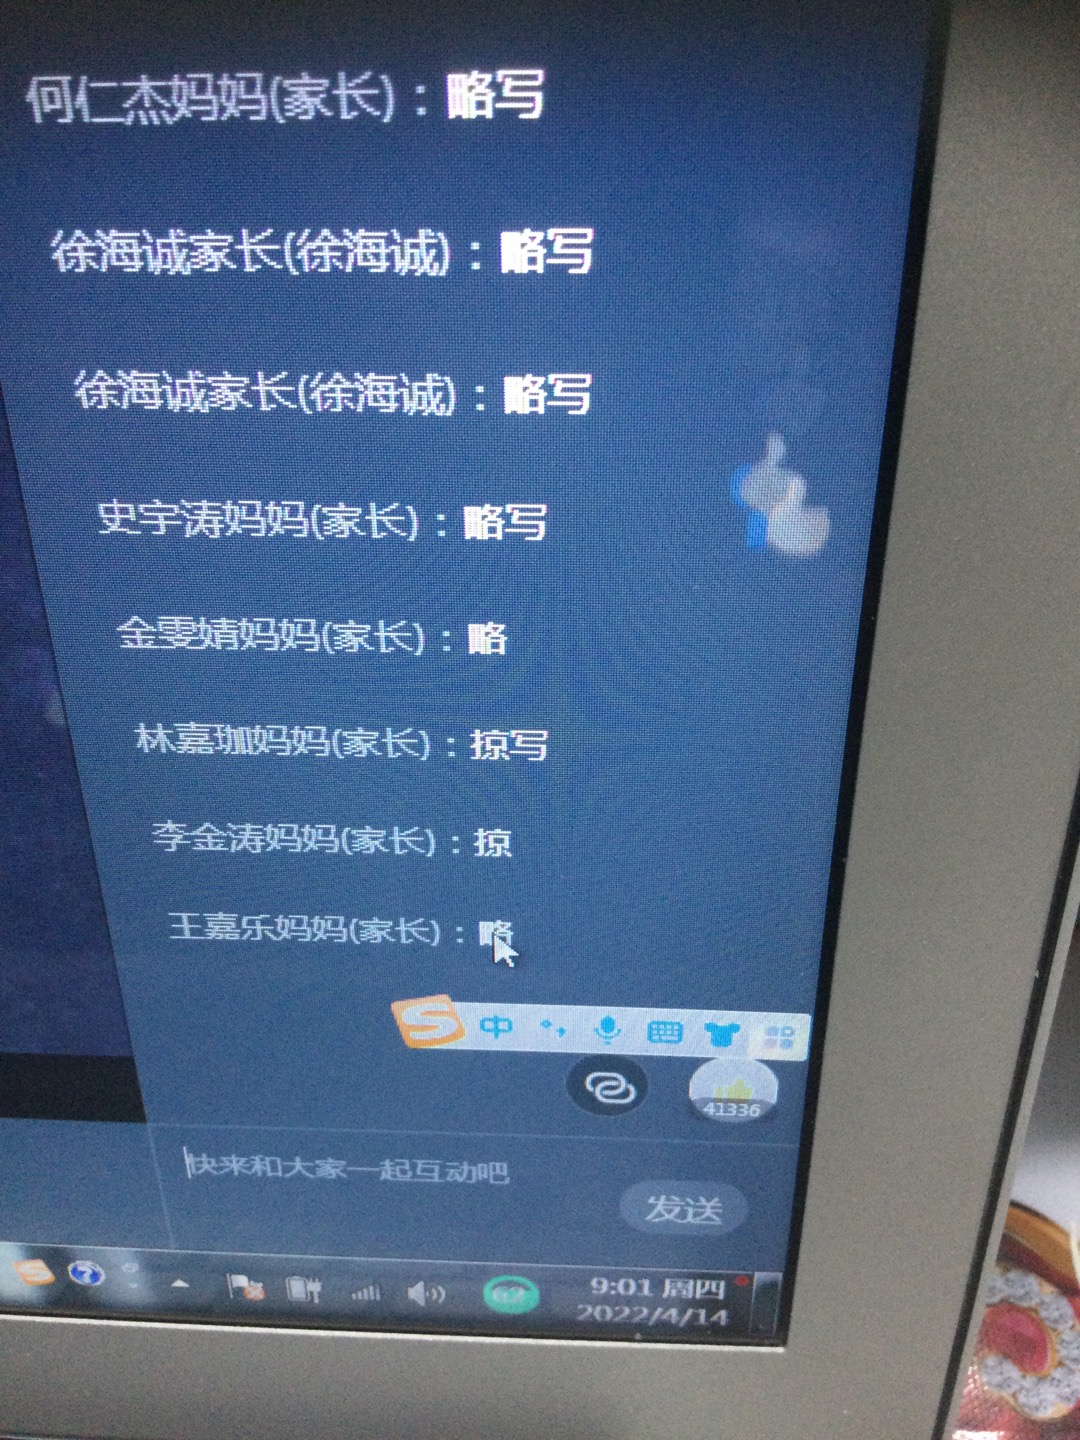 何仁杰妈妈(家长)：略写
徐海诚家长(徐海诚)：略写
徐海诚家长(徐海诚)：略写
史宇涛妈妈(家长)：略写
金雯婧妈妈(家长)：略
林嘉珈妈妈(家长)：掠写
李金涛妈妈(家长)：掠
王嘉乐妈妈(家长)：略
中
41336
快来和大家一起互动吧
发送
62
9:01 周四
2022/4/14